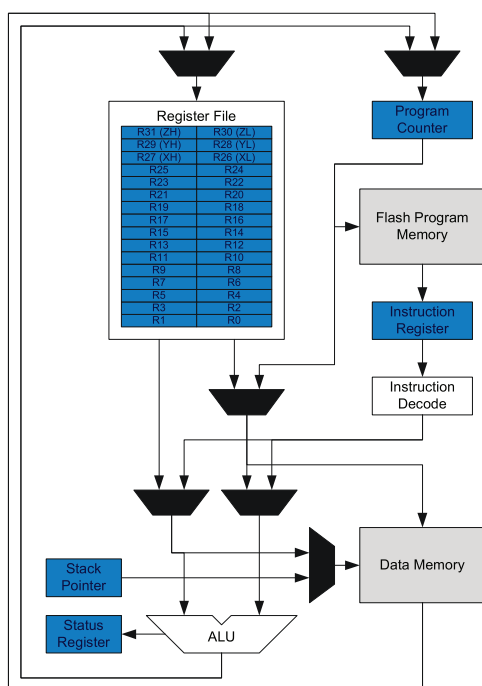 Register File
R31 (ZH) R30 (ZL)
R29 (YH) R28 (YL)
R27 (XH) R26 (XL)
R25 R24
R23 R22
R21 R20
R19 R18
R17 R16
R15 R14
R13 R12
R11 R10
R9 R8
R7 R6
R5 R4
R3 R2
R1 R0
Program
Counter
Flash Program
Memory
Instruction
Register
Instruction
Decode
Data Memory
Stack
Pointer
Status
Register
ALU